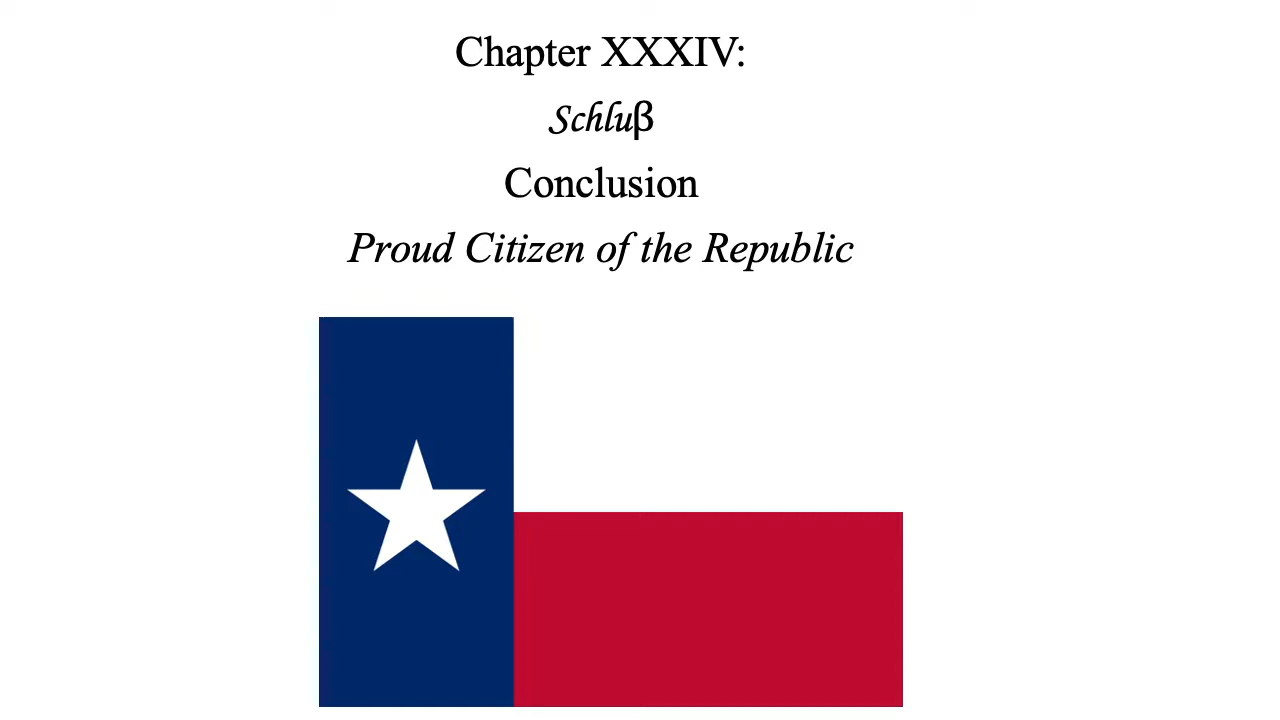 Chapter XXXIV:
Schluβ
Conclusion
Proud Citizen of the Republic